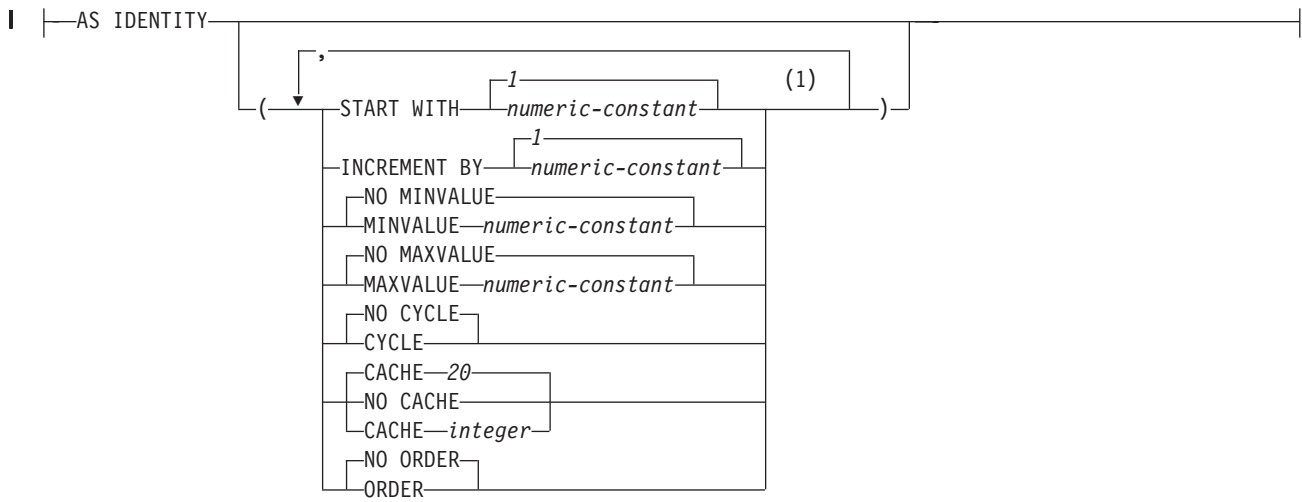 AS IDENTITY
,
1 (1)
( START WITH numeric-constant )
1
INCREMENT BY numeric-constant
NO MINVALUE
MINVALUE numeric-constant
NO MAXVALUE
MAXVALUE numeric-constant
NO CYCLE
CYCLE
CACHE 20
NO CACHE
CACHE integer
NO ORDER
ORDER